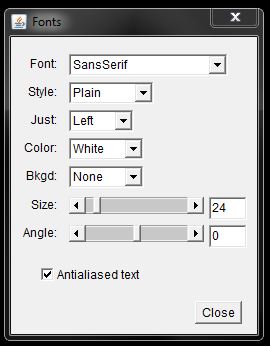 Fonts
Font: SansSerif
Style: Plain
Just: Left
Color: White
Bkgd: None
Size: 24
Angle: 0
Antialiased text
Close